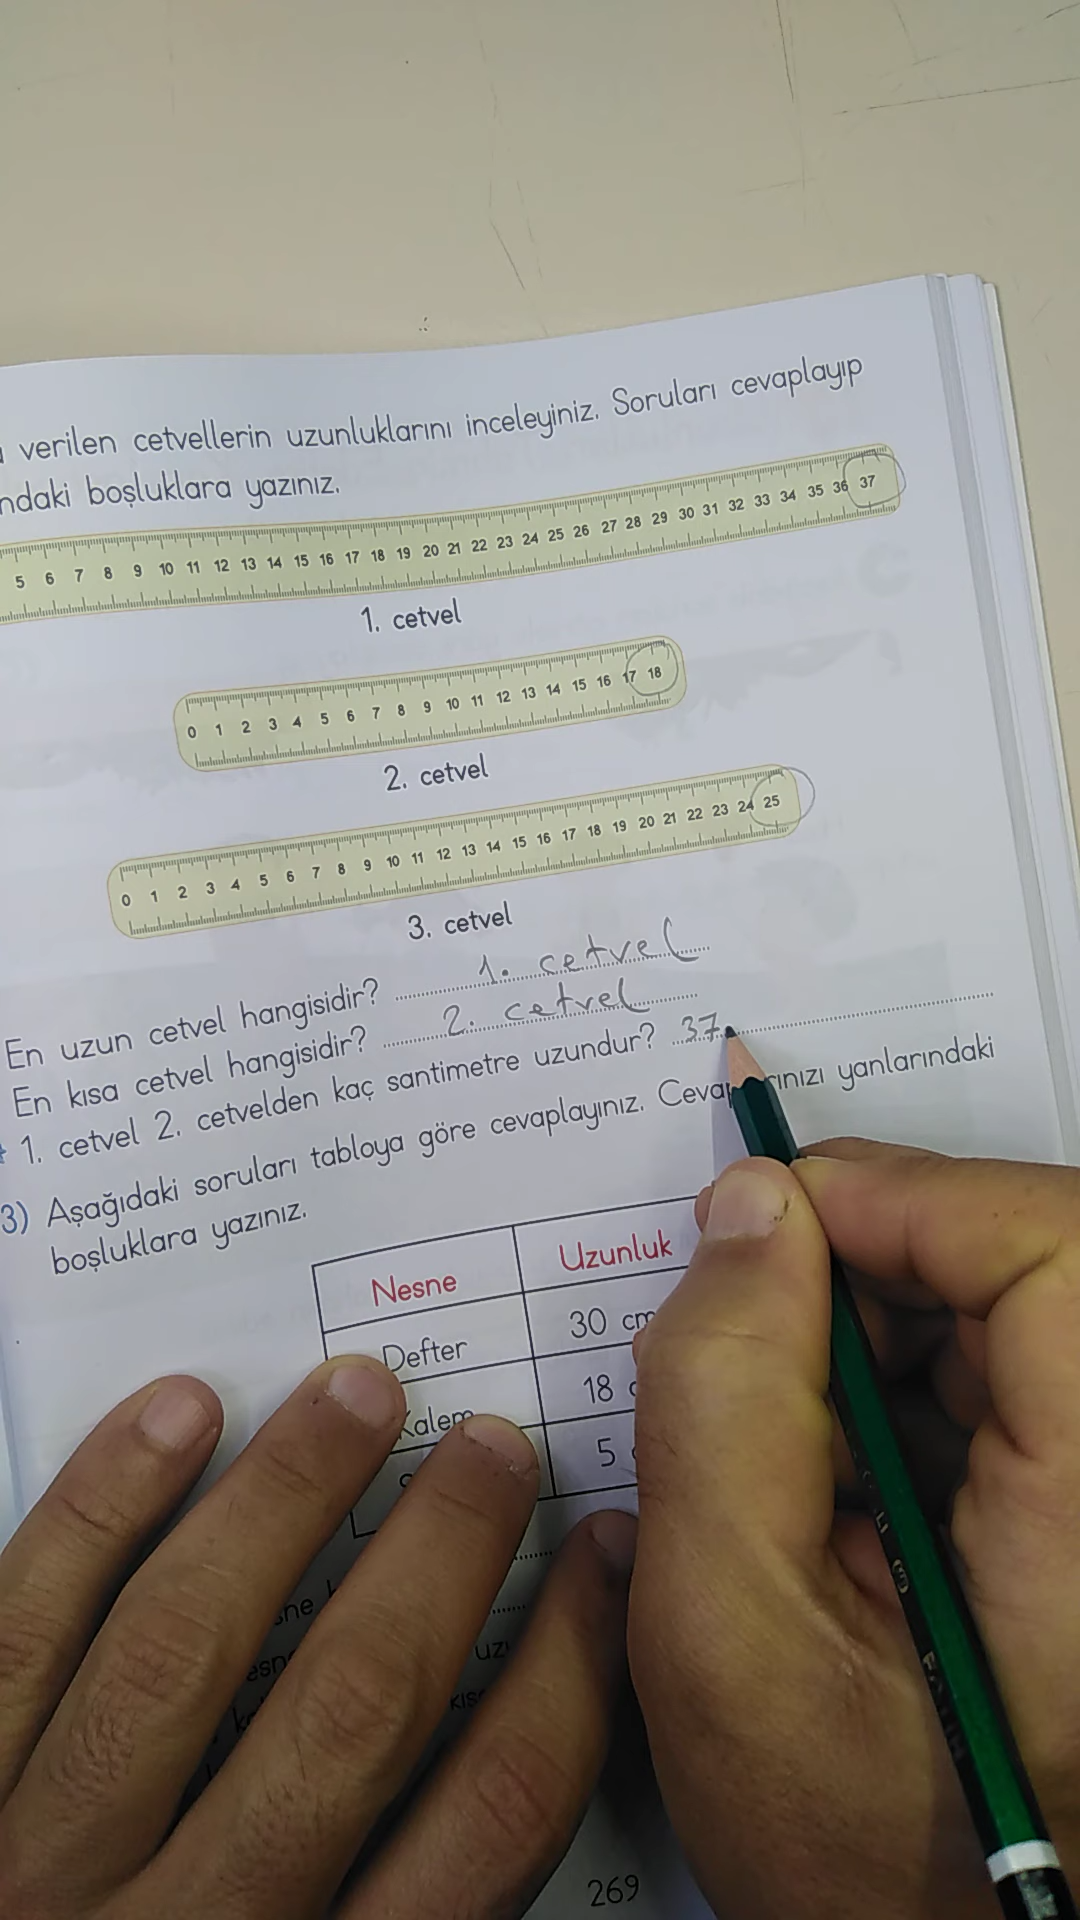 verilen cetvellerin uzunluklarını inceleyiniz. Soruları cevaplayıp
boşluklara yazınız.
5 6 7 8 9 10 11 12 13 14 15 16 17 18 19 20 21 22 23 24 25 26 27 28 29 30 31 32 33 34 35 36 37
1. cetvel
0 1 2 3 4 5 6 7 8 9 10 11 12 13 14 15 16 17 18
2. cetvel
0 1 2 3 4 5 6 7 8 9 10 11 12 13 14 15 16 17 18 19 20 21 22 23 24 25
3. cetvel
En uzun cetvel hangisidir? 1. cetvel
En kısa cetvel hangisidir? 2. cetvel
1. cetvel 2. cetvelden kaç santimetre uzundur? 37
3) Aşağıdaki soruları tabloya göre cevaplayınız. yanlarındaki
boşluklara yazınız.
Nesne Uzunluk
Defter 30 cm
Kalem 18
5
269